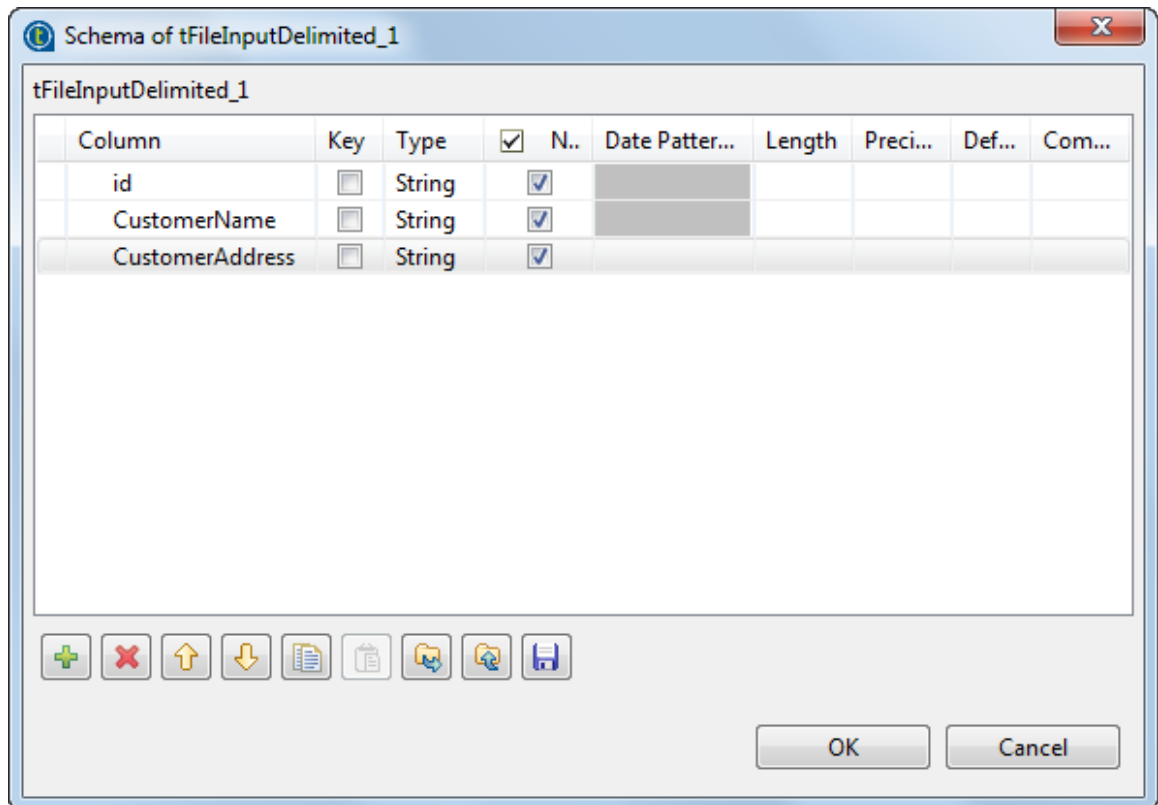 Schema of tFileInputDelimited_1
tFileInputDelimited_1
Column Key Type N.. Date Patter... Length Preci... Def... Com...
id String
CustomerName String
CustomerAddress String
OK Cancel